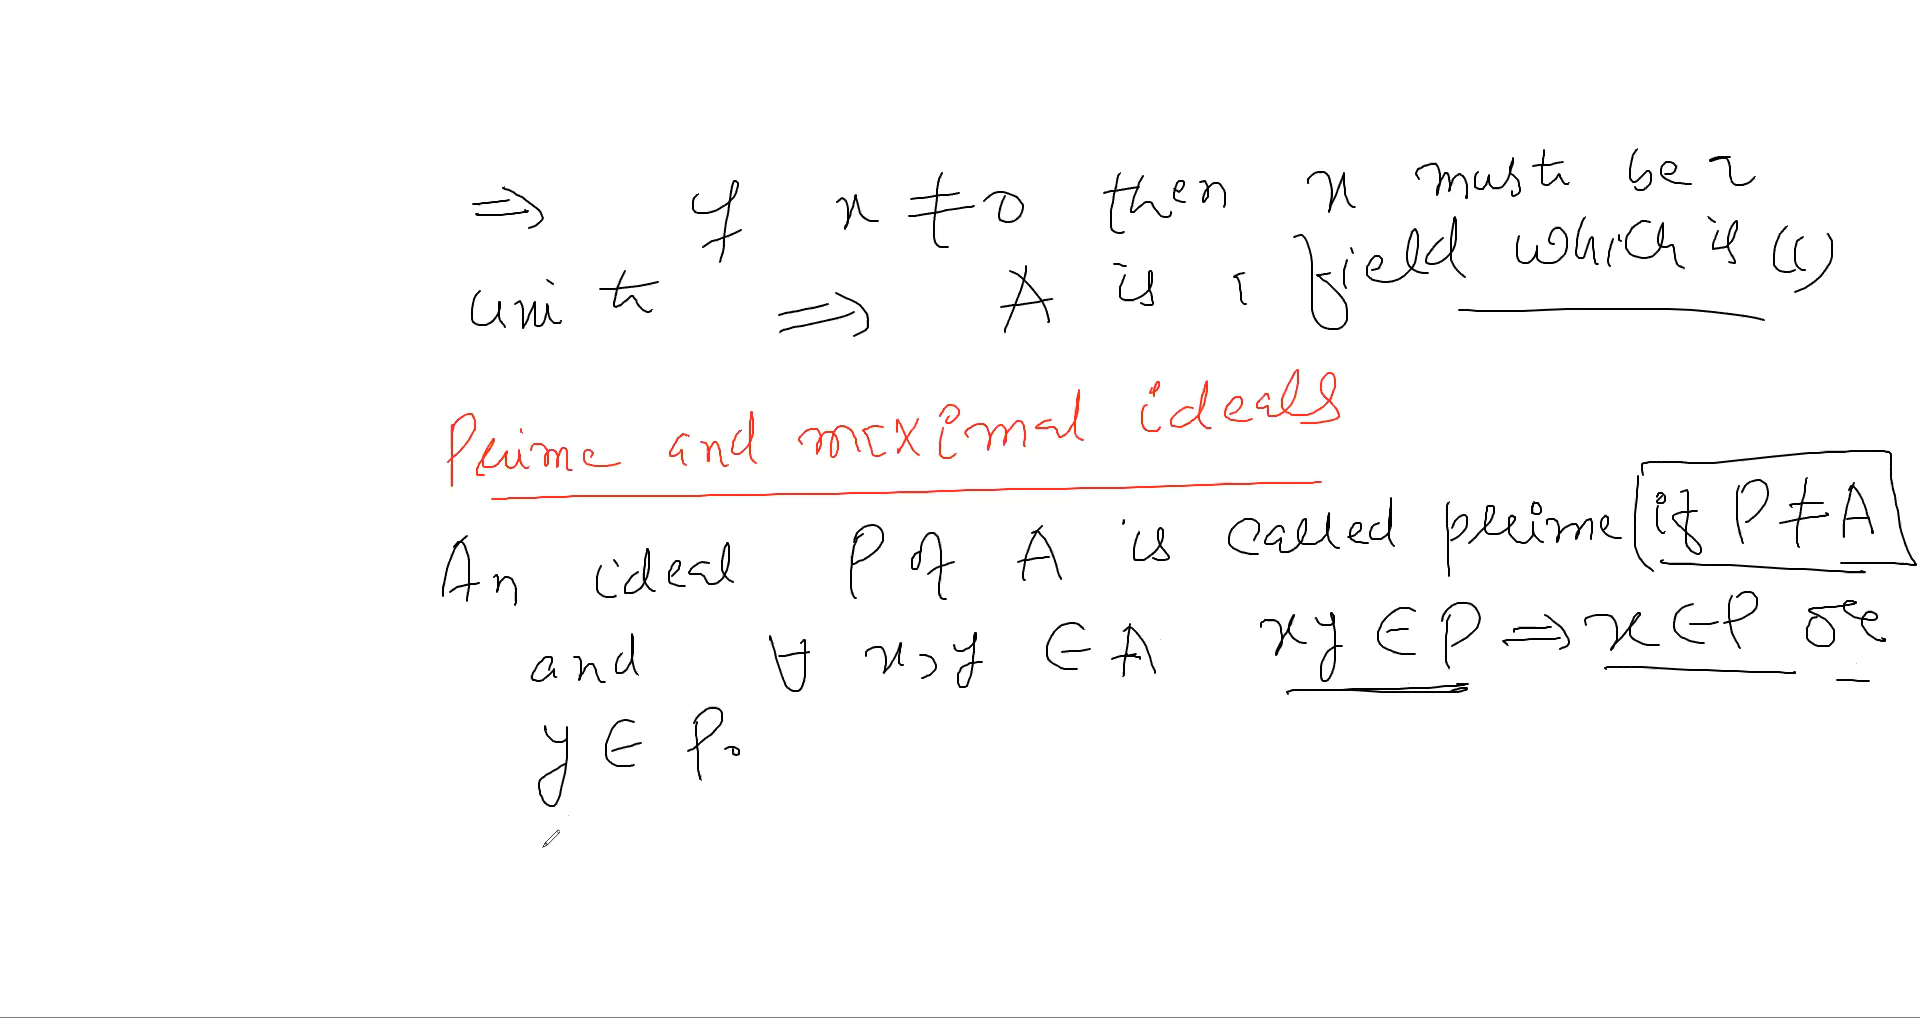 ⇒ If x ≠ 0 then x must be a
unit ⇒ A is a field which is (1)
Prime and maximal ideals
An ideal P of A is called prime if P ≠ A
and ∀ x, y ∈ A xy ∈ P ⇒ x ∈ P or
y ∈ P.